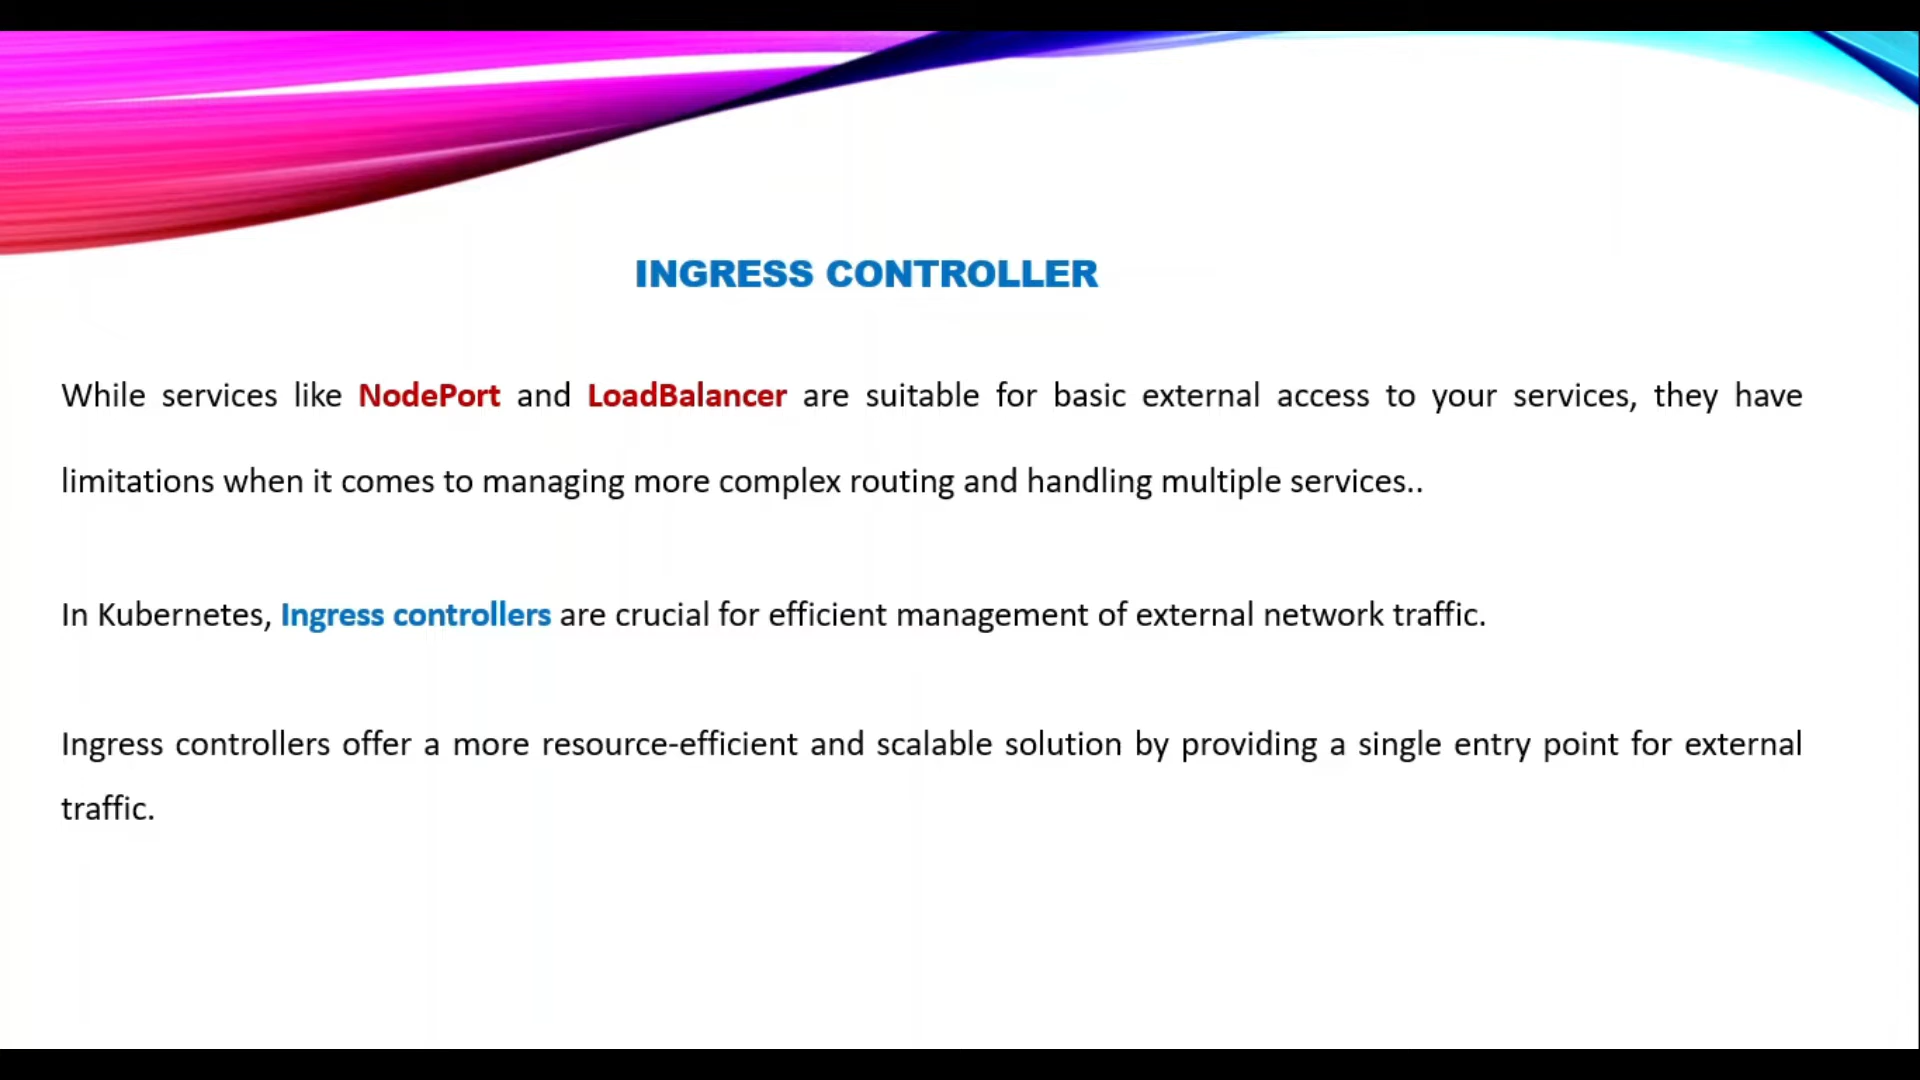 INGRESS CONTROLLER
While services like NodePort and LoadBalancer are suitable for basic external access to your services, they have
limitations when it comes to managing more complex routing and handling multiple services..
In Kubernetes, Ingress controllers are crucial for efficient management of external network traffic.
Ingress controllers offer a more resource-efficient and scalable solution by providing a single entry point for external
traffic.